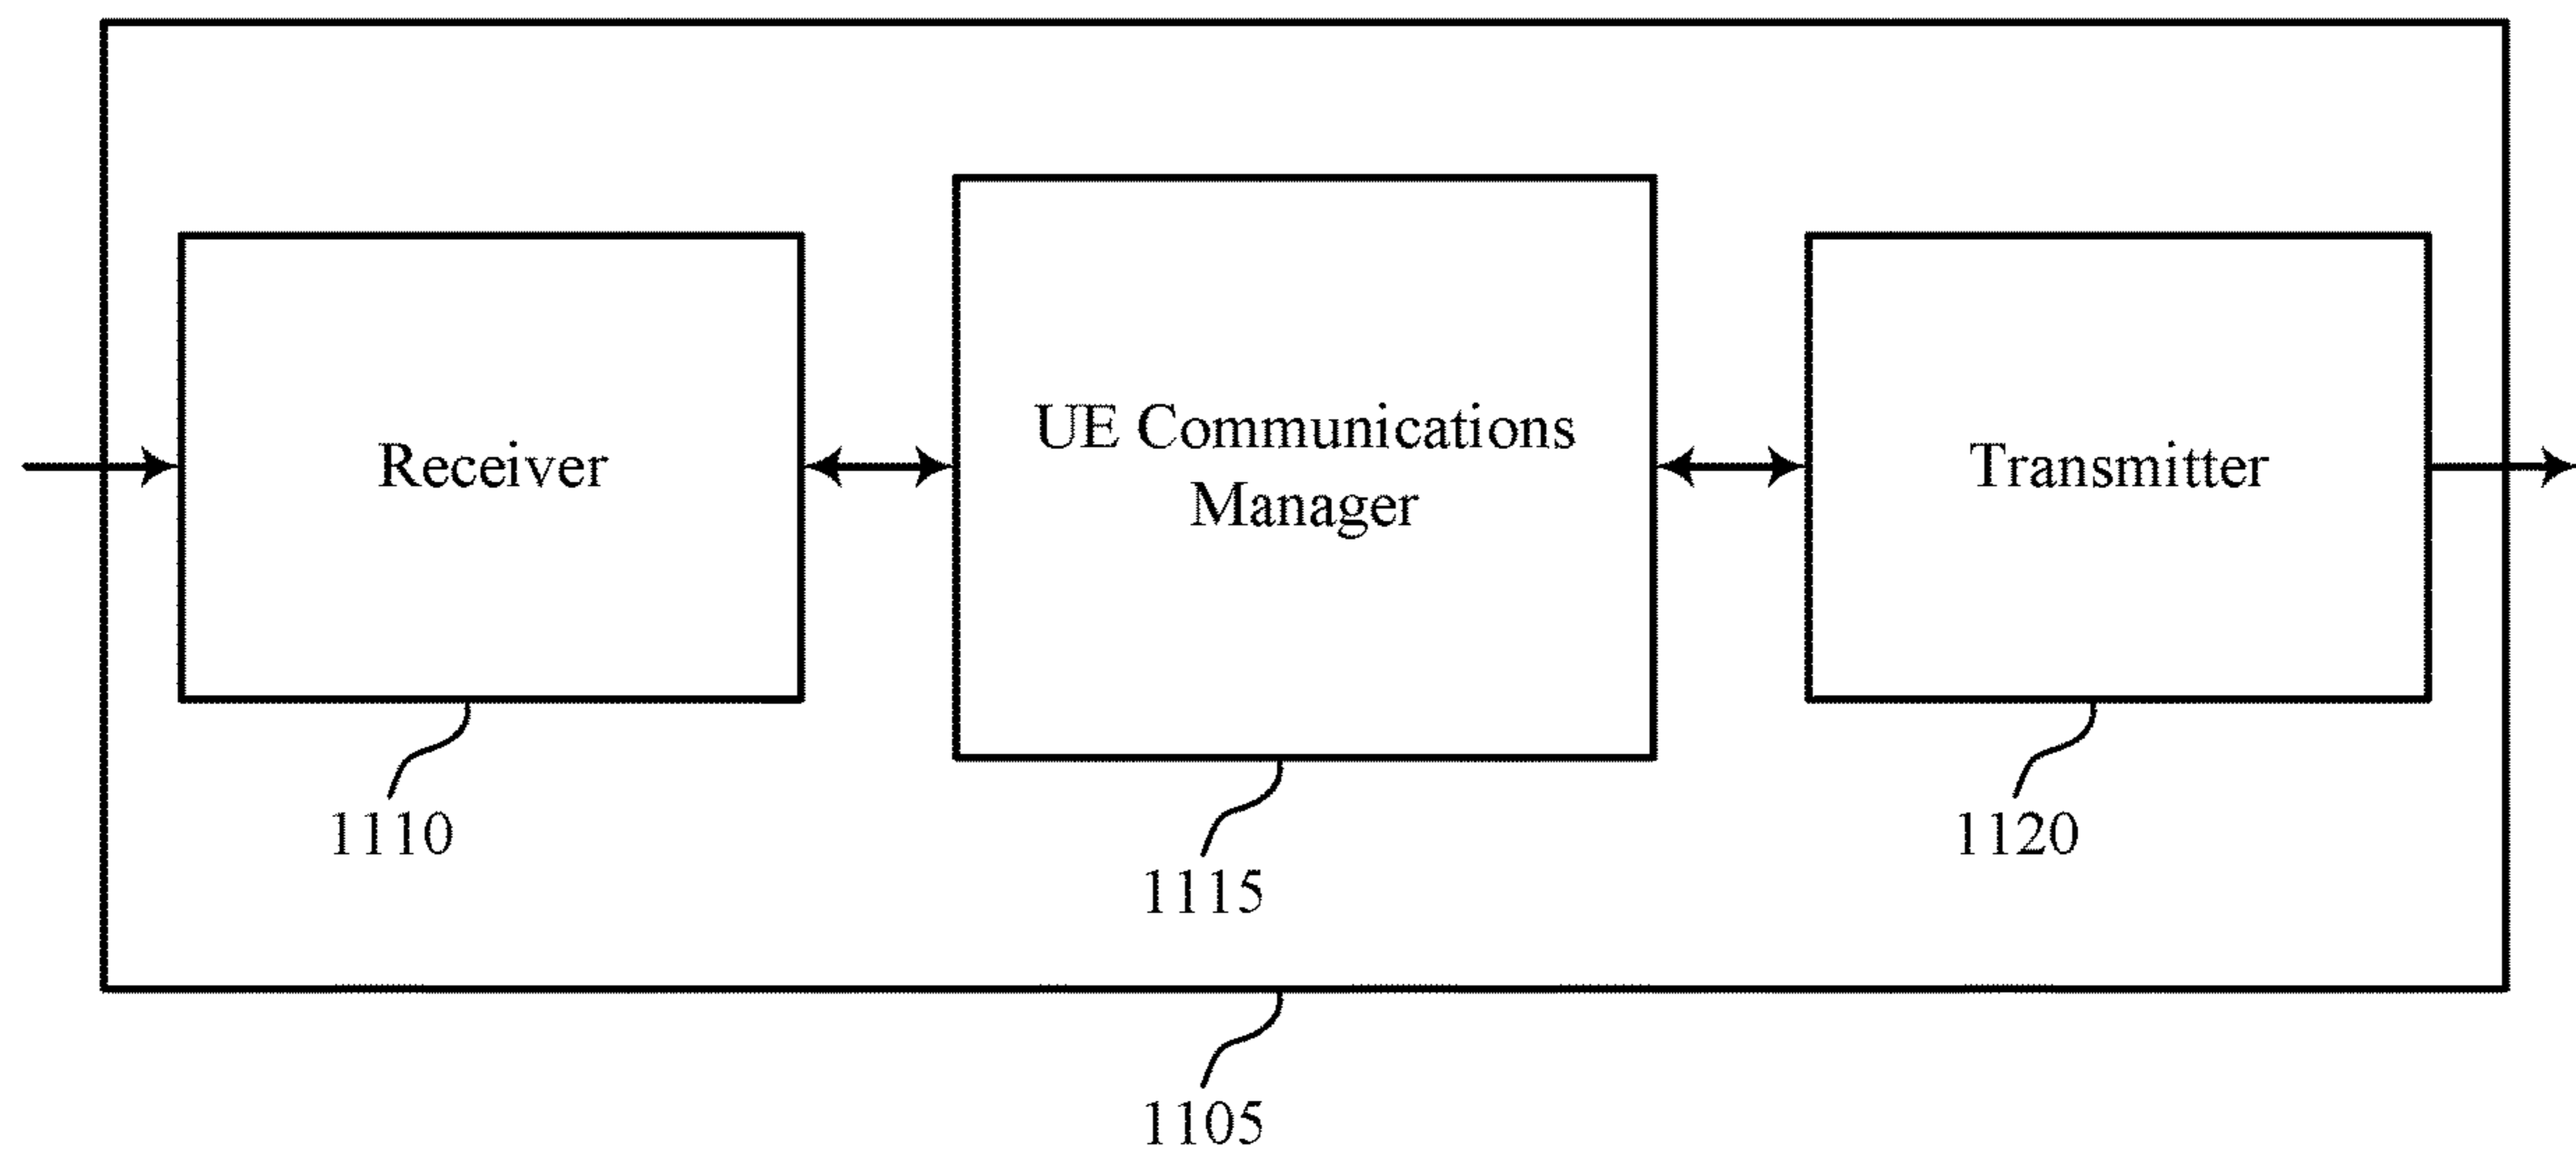 Receiver
UE Communications
Manager
Transmitter
1110
1115
1120
1105